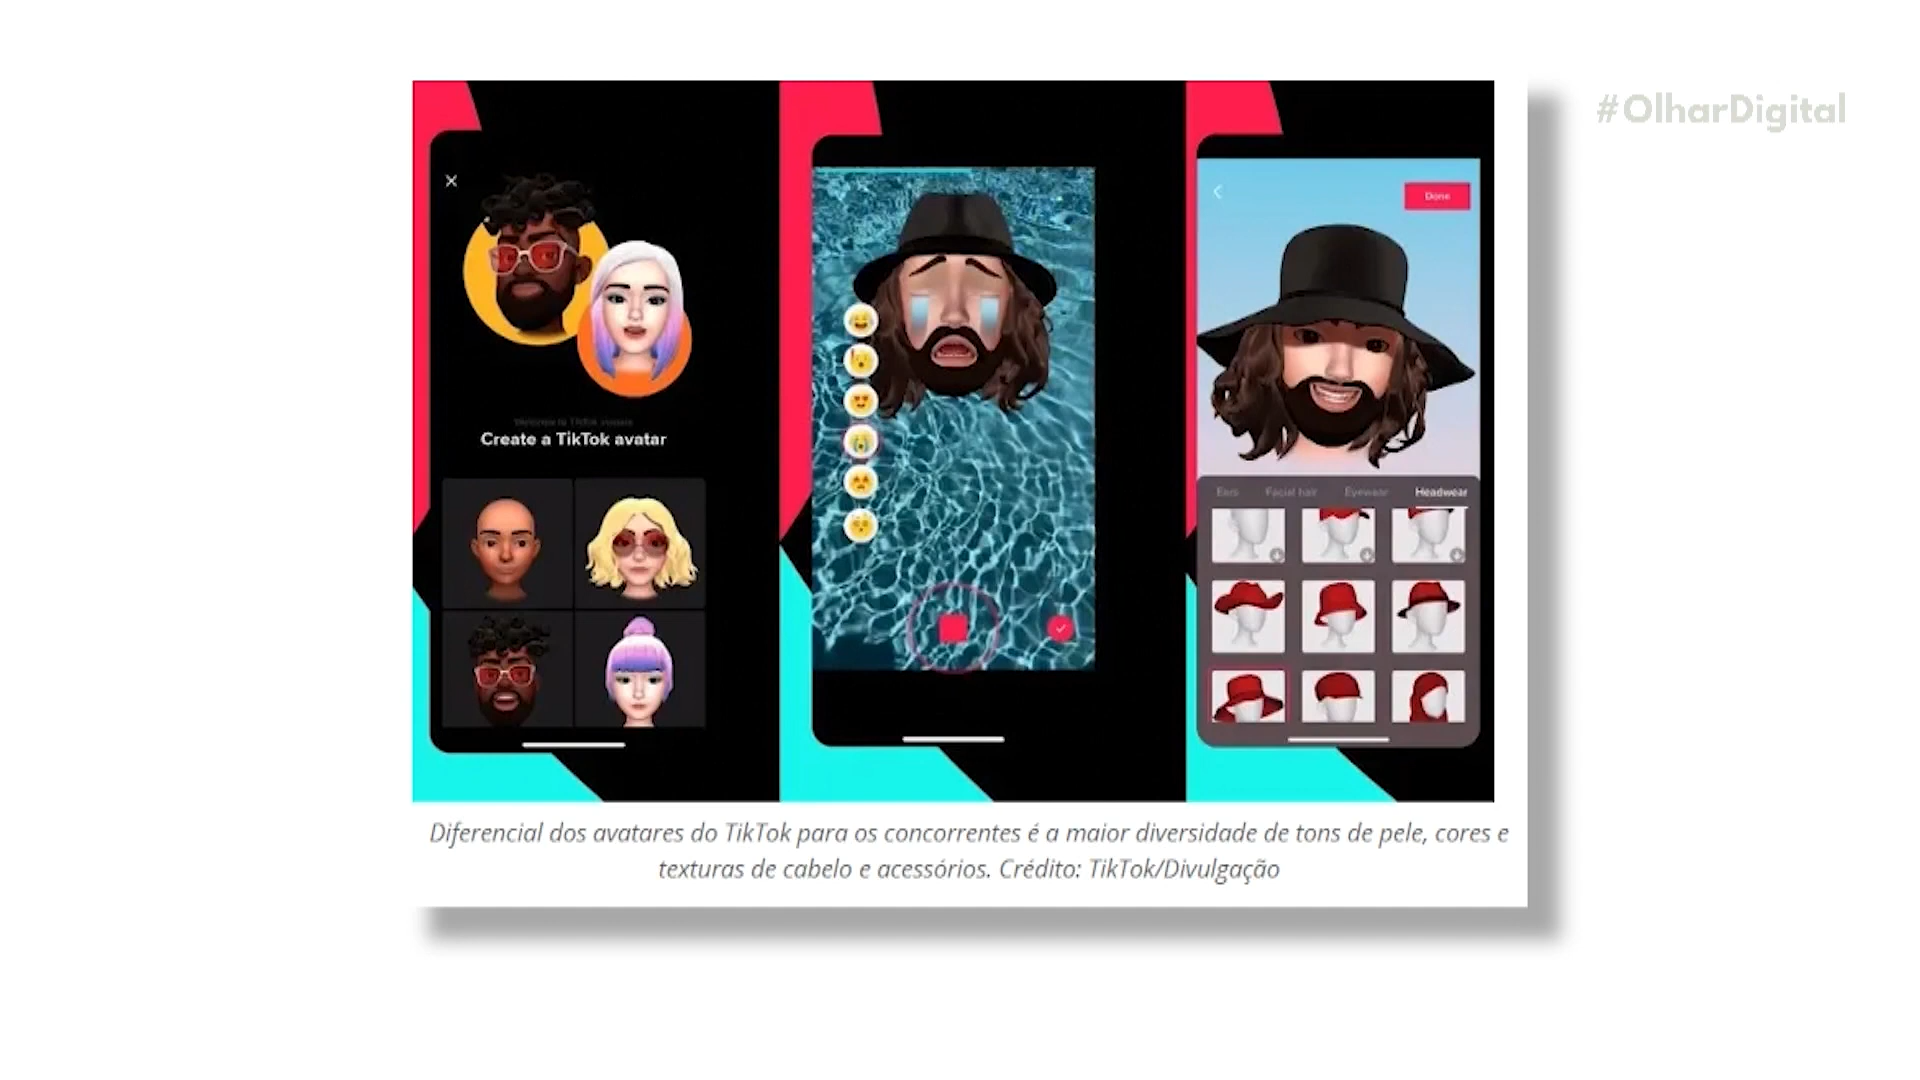 #OlharDigital
Create a TikTok avatar
Done
Ears Facial hair Eyewear Headwear
Diferencial dos avatares do TikTok para os concorrentes é a maior diversidade de tons de pele, cores e
texturas de cabelo e acessórios. Crédito: TikTok/Divulgação